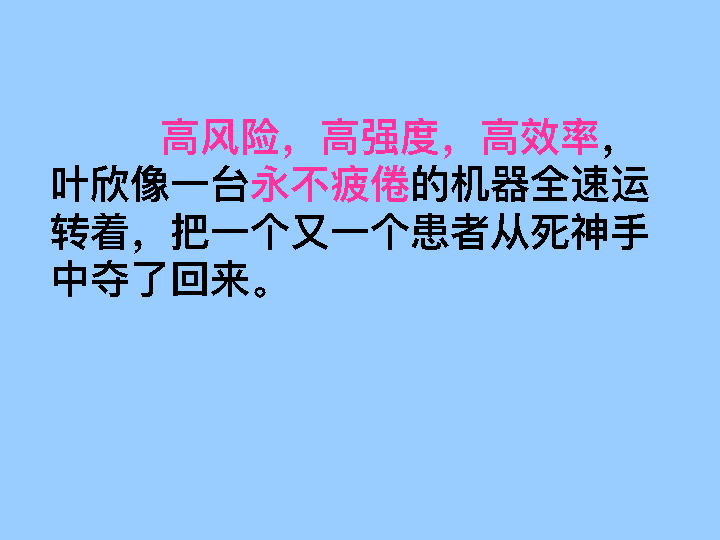 高风险，高强度，高效率，
叶欣像一台永不疲倦的机器全速运
转着，把一个又一个患者从死神手
中夺了回来。